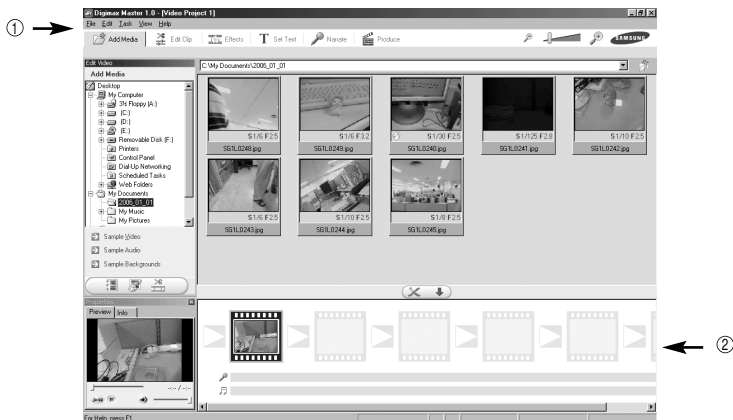 Digimax Master 1.0 - [Video Project 1]
File Edit Task View Help
①
Add Media Edit Clip Effects T Set Text Narrate Produce SAMSUNG
Edit Video
Add Media
C:\My Documents\2006_01_01
Desktop
My Computer
3½ Floppy (A:)
(C:)
(D:)
(E:)
Removable Disk (F:)
Printers
Control Panel
Dial-Up Networking
Scheduled Tasks
Web Folders
My Documents
2006_01_01
My Music
My Pictures
Sample Video
Sample Audio
Sample Backgrounds
S1/6 F2.5
SG1L0248.jpg
S1/6 F3.2
SG1L0249.jpg
S1/30 F2.5
SG1L0240.jpg
S1/125 F2.8
SG1L0241.jpg
S1/10 F2.5
SG1L0242.jpg
S1/6 F2.5
SG1L0243.jpg
S1/10 F2.5
SG1L0244.jpg
S1/8 F2.5
SG1L0245.jpg
Properties
Preview Info
--:-- / --:--
②
For Help, press F1